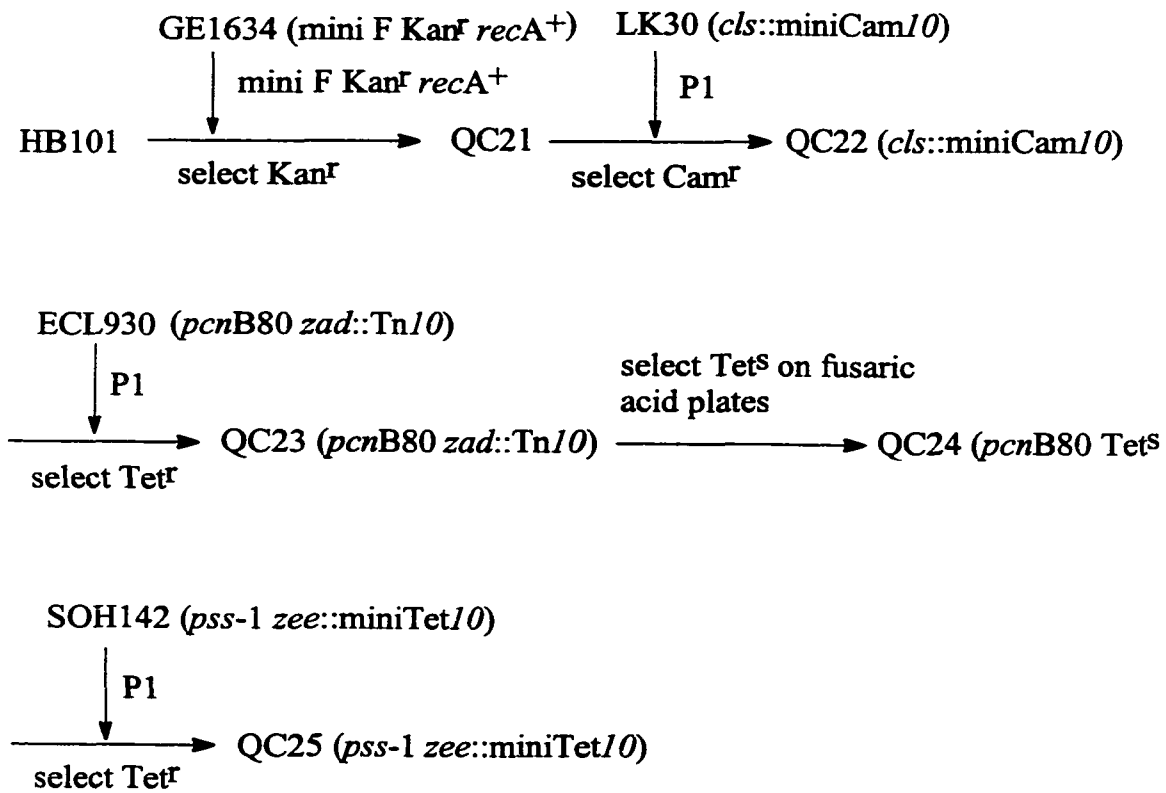 GE1634 (mini F Kanʳ recA⁺) LK30 (cls::miniCam10)
mini F Kanʳ recA⁺ P1
HB101 QC21 QC22 (cls::miniCam10)
select Kanʳ select Camʳ
ECL930 (pcnB80 zad::Tn10)
P1
select Tetˢ on fusaric
acid plates
QC23 (pcnB80 zad::Tn10) QC24 (pcnB80 Tetˢ
select Tetʳ
SOH142 (pss-1 zee::miniTet10)
P1
QC25 (pss-1 zee::miniTet10)
select Tetʳ